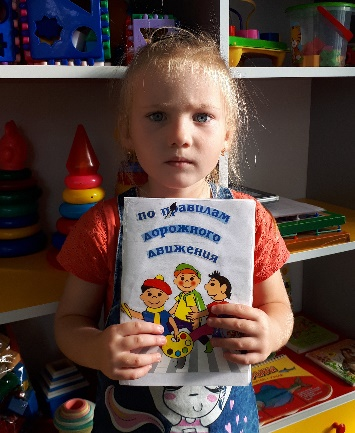 по правилам
дорожного
движения